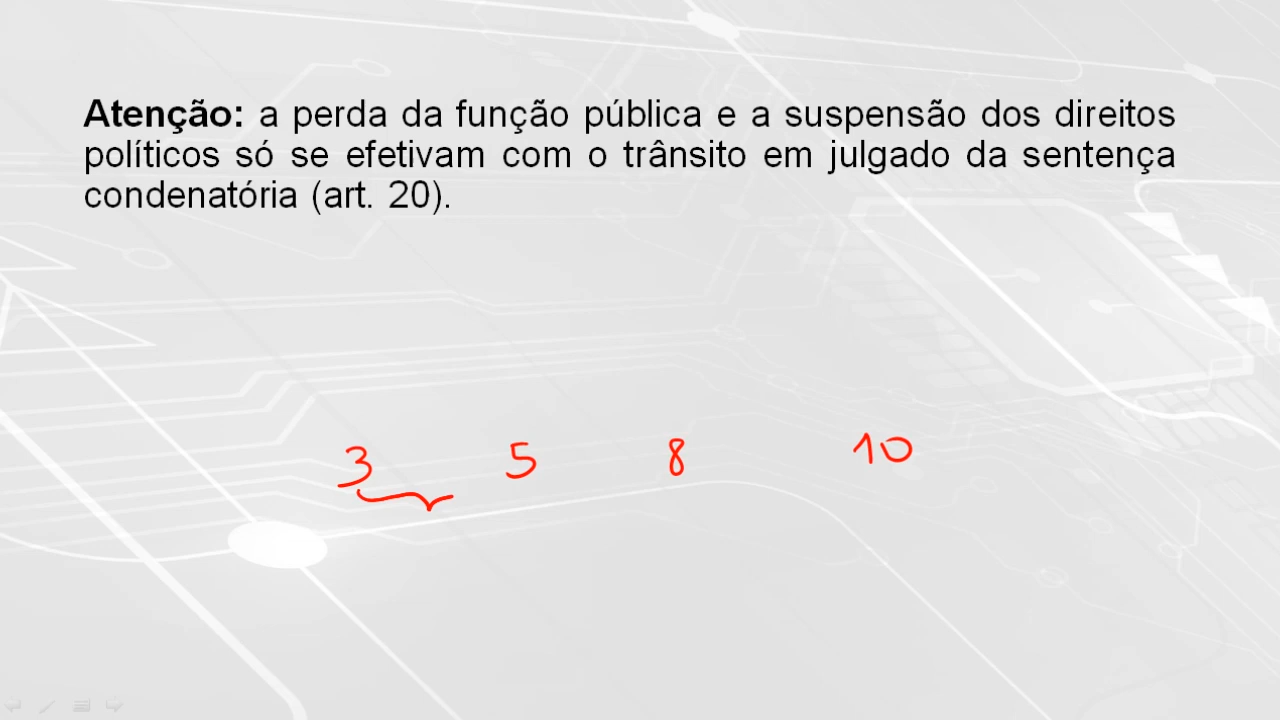 Atenção: a perda da função pública e a suspensão dos direitos
políticos só se efetivam com o trânsito em julgado da sentença
condenatória (art. 20).
3 5 8 10